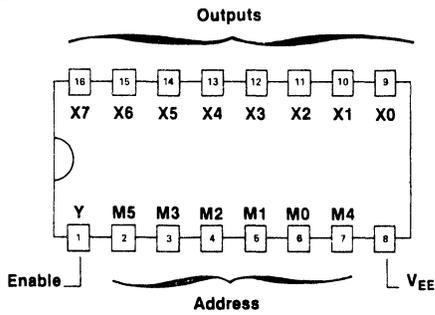 Outputs
16 15 14 13 12 11 10 9
X7 X6 X5 X4 X3 X2 X1 X0
Y M5 M3 M2 M1 M0 M4
1 2 3 4 5 6 7 8
Enable VEE
Address